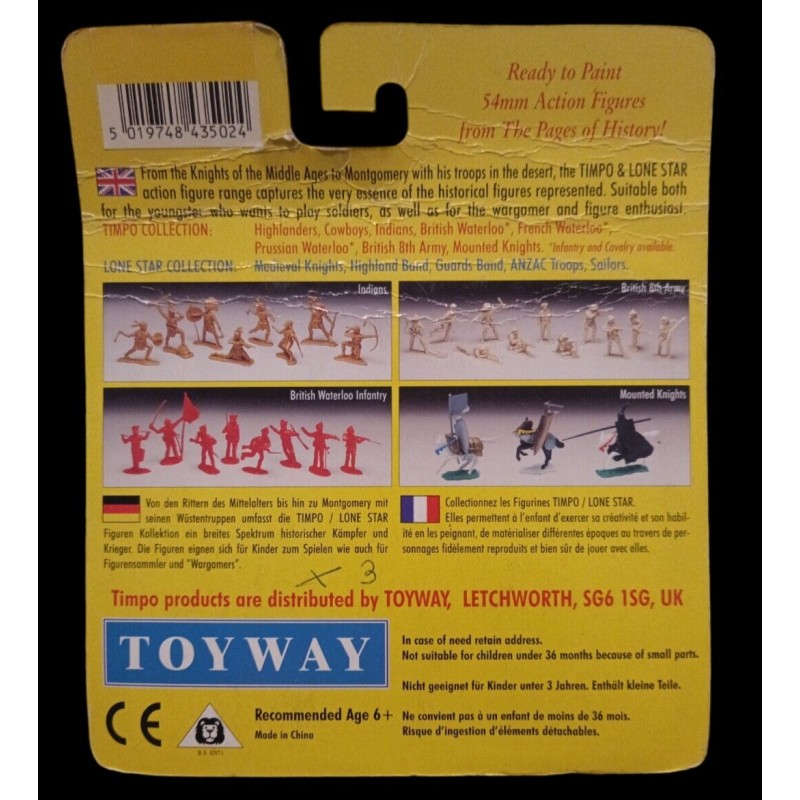 Ready to Paint
54mm Action Figures
from The Pages of History!
5 019748 435024
From the Knights of the Middle Ages to Montgomery with his troops in the desert, the TIMPO & LONE STAR
action figure range captures the very essence of the historical figures represented. Suitable both
for the youngster who wants to play soldiers, as well as for the wargamer and figure enthusiast.
TIMPO COLLECTION: Highlanders, Cowboys, Indians, British Waterloo*, French Waterloo*,
Prussian Waterloo*, British 8th Army, Mounted Knights. *Infantry and Cavalry available.
LONE STAR COLLECTION: Medieval Knights, Highland Band, Guards Band, ANZAC Troops, Sailors.
Indians
British 8th Army
British Waterloo Infantry
Mounted Knights
Von den Rittern des Mittelalters bis hin zu Montgomery mit
seinen Wüstentruppen umfasst die TIMPO / LONE STAR
Figuren Kollektion ein breites Spektrum historischer Kämpfer und
Krieger. Die Figuren eignen sich für Kinder zum Spielen wie auch für
Figurensammler und "Wargamers".
Collectionnez les Figurines TIMPO / LONE STAR.
Elles permettent à l'enfant d'exercer sa créativité et son habil-
ité en les peignant, de matérialiser différentes époques au travers de per-
sonnages fidèlement reproduits et bien sûr de jouer avec elles.
x 3
Timpo products are distributed by TOYWAY, LETCHWORTH, SG6 1SG, UK
TOYWAY
In case of need retain address.
Not suitable for children under 36 months because of small parts.
Nicht geeignet für Kinder unter 3 Jahren. Enthält kleine Teile.
Ne convient pas à un enfant de moins de 36 mois.
Risque d'ingestion d'éléments détachables.
CE
Recommended Age 6+
Made in China